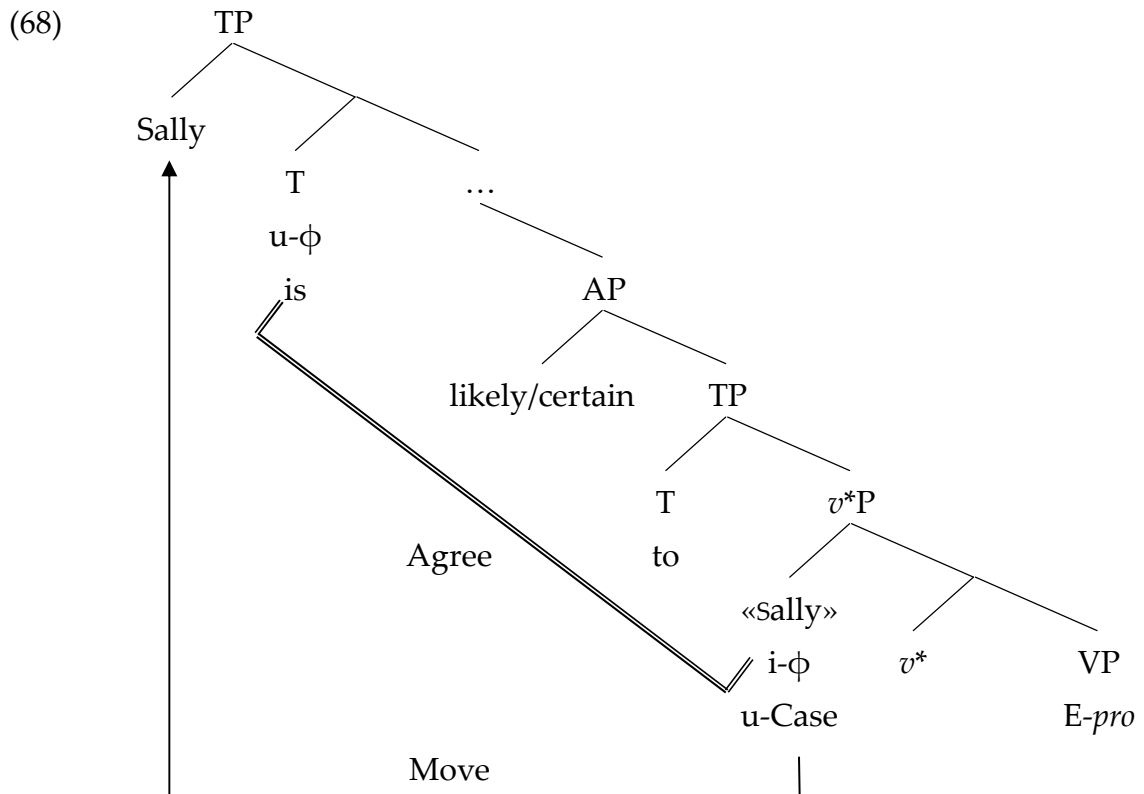 (68) TP
Sally
T …
u-ϕ
is AP
likely/certain TP
T v*P
Agree to
«Sally»
i-ϕ v* VP
u-Case E-pro
Move